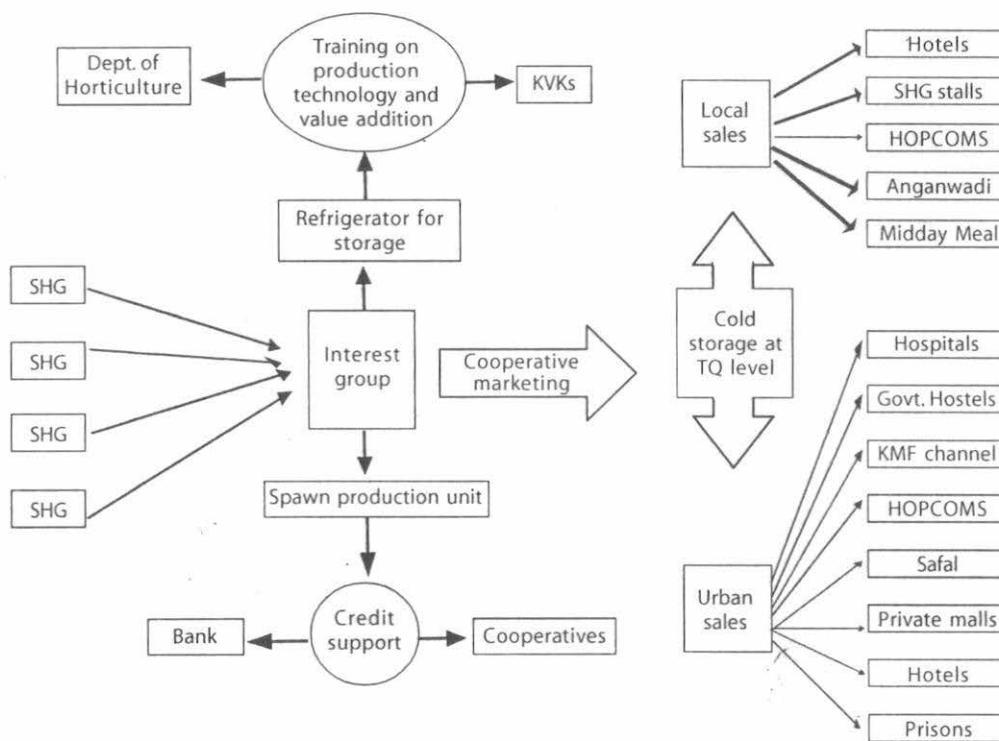 Training on
production
technology and
value addition
Dept. of
Horticulture
KVKs
Refrigerator for
storage
SHG
SHG
SHG
SHG
Interest
group
Cooperative
marketing
Spawn production unit
Credit
support
Bank
Cooperatives
Local
sales
Hotels
SHG stalls
HOPCOMS
Anganwadi
Midday Meal
Cold
storage at
TQ level
Urban
sales
Hospitals
Govt. Hostels
KMF channel
HOPCOMS
Safal
Private malls
Hotels
Prisons